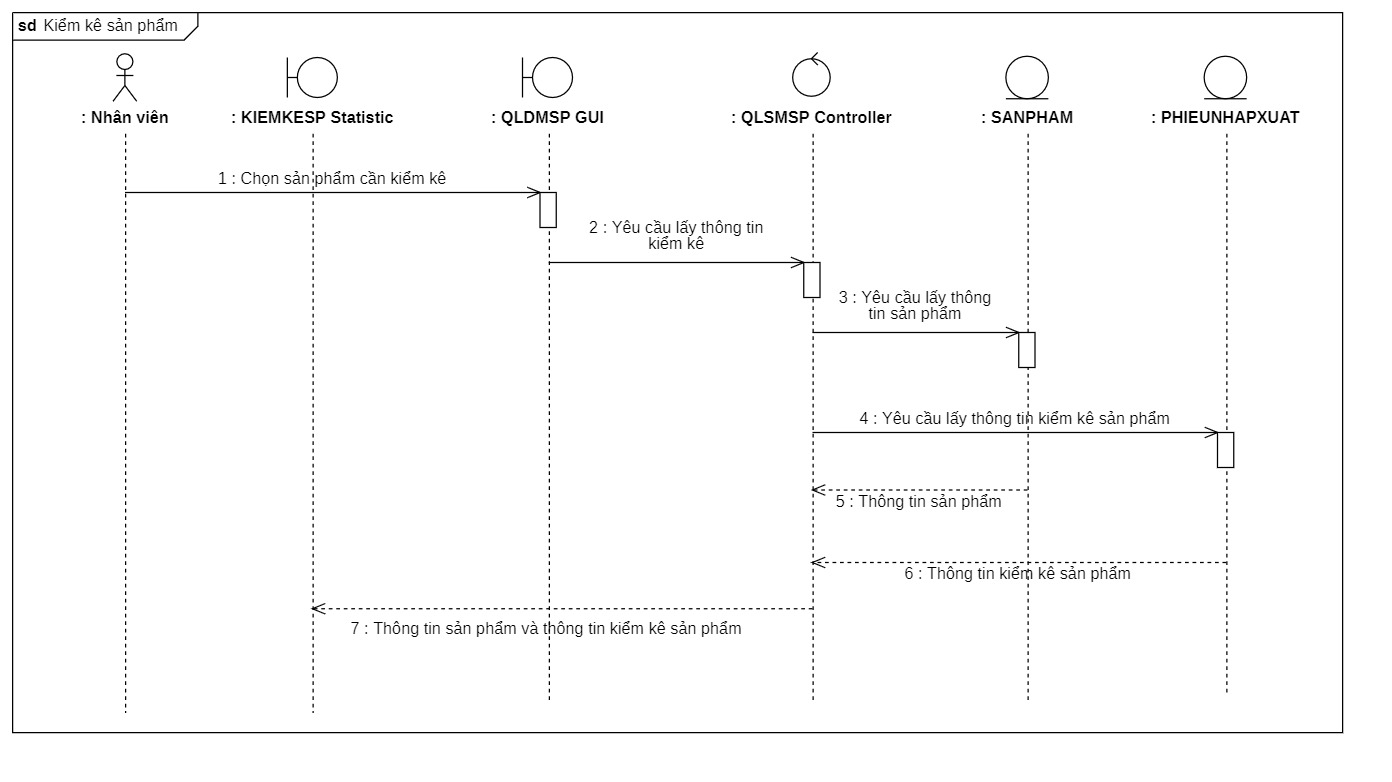 sd Kiểm kê sản phẩm
: Nhân viên
: KIEMKESP Statistic
: QLDMSP GUI
: QLSMSP Controller
: SANPHAM
: PHIEUNHAPXUAT
1 : Chọn sản phẩm cần kiểm kê
2 : Yêu cầu lấy thông tin
kiểm kê
3 : Yêu cầu lấy thông
tin sản phẩm
4 : Yêu cầu lấy thông tin kiểm kê sản phẩm
5 : Thông tin sản phẩm
6 : Thông tin kiểm kê sản phẩm
7 : Thông tin sản phẩm và thông tin kiểm kê sản phẩm